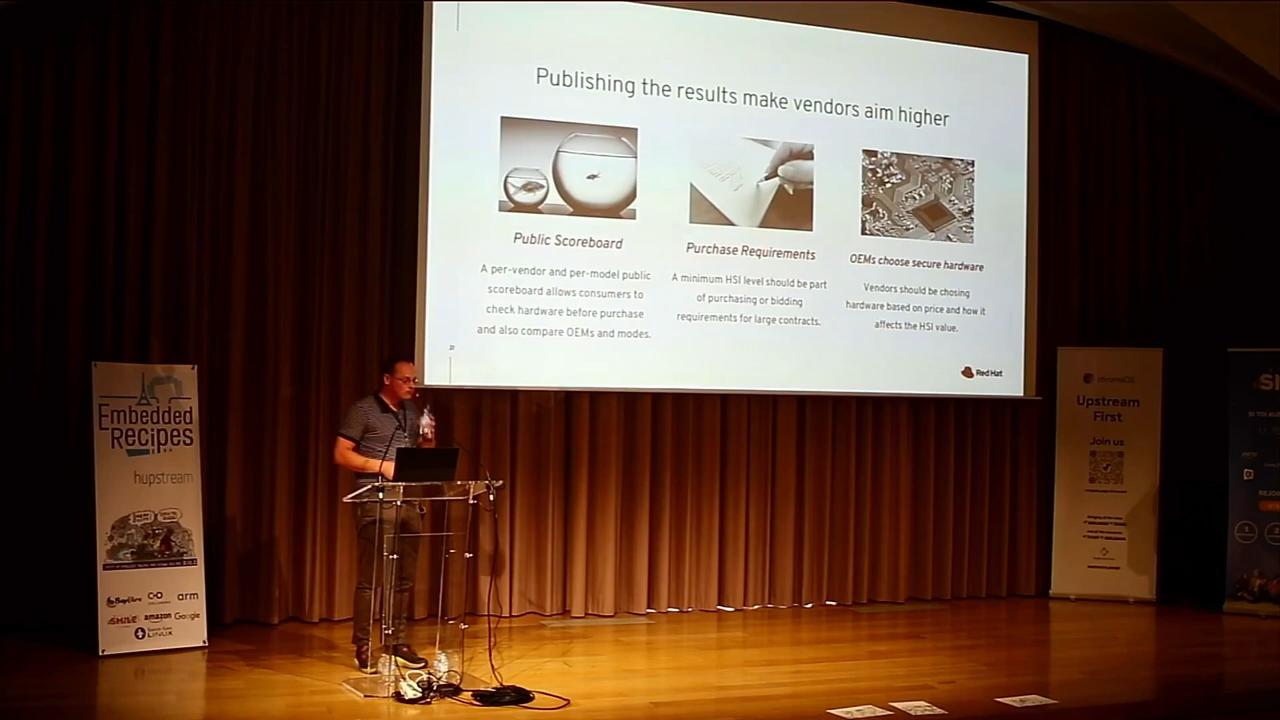 Publishing the results make vendors aim higher
Public Scoreboard
A per-vendor and per-model public
scoreboard allows consumers to
check hardware before purchase
and also compare OEMs and modes.
Purchase Requirements
A minimum HSI level should be part
of purchasing or bidding
requirements for large contracts.
OEMs choose secure hardware
Vendors should be chosing
hardware based on price and how it
affects the HSI value.
Red Hat
Embedded
Recipes
hupstream
arm
amazon
Google
LINUX
chromeOS
Upstream
First
Join us